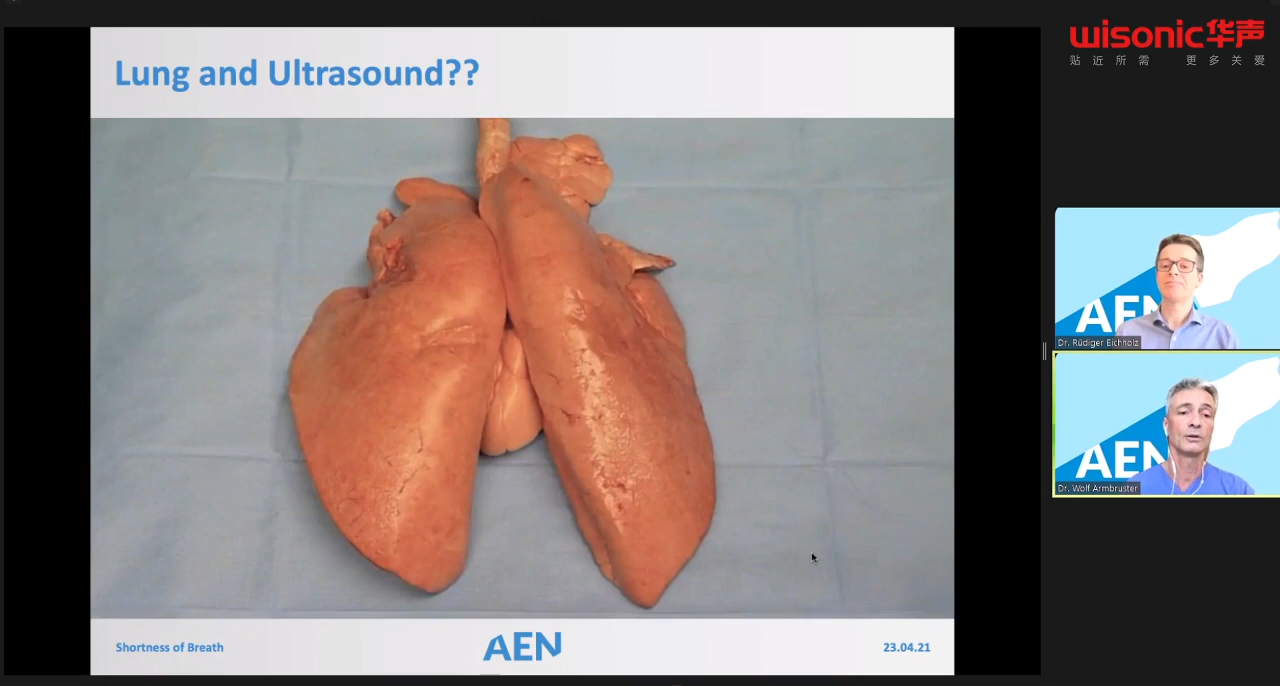 Lung and Ultrasound??
wisonic华声
贴近所需 更多关爱
AEN
Dr. Rüdiger Eichholz
AEN
Dr. Wolf Armbruster
Shortness of Breath
AEN
23.04.21